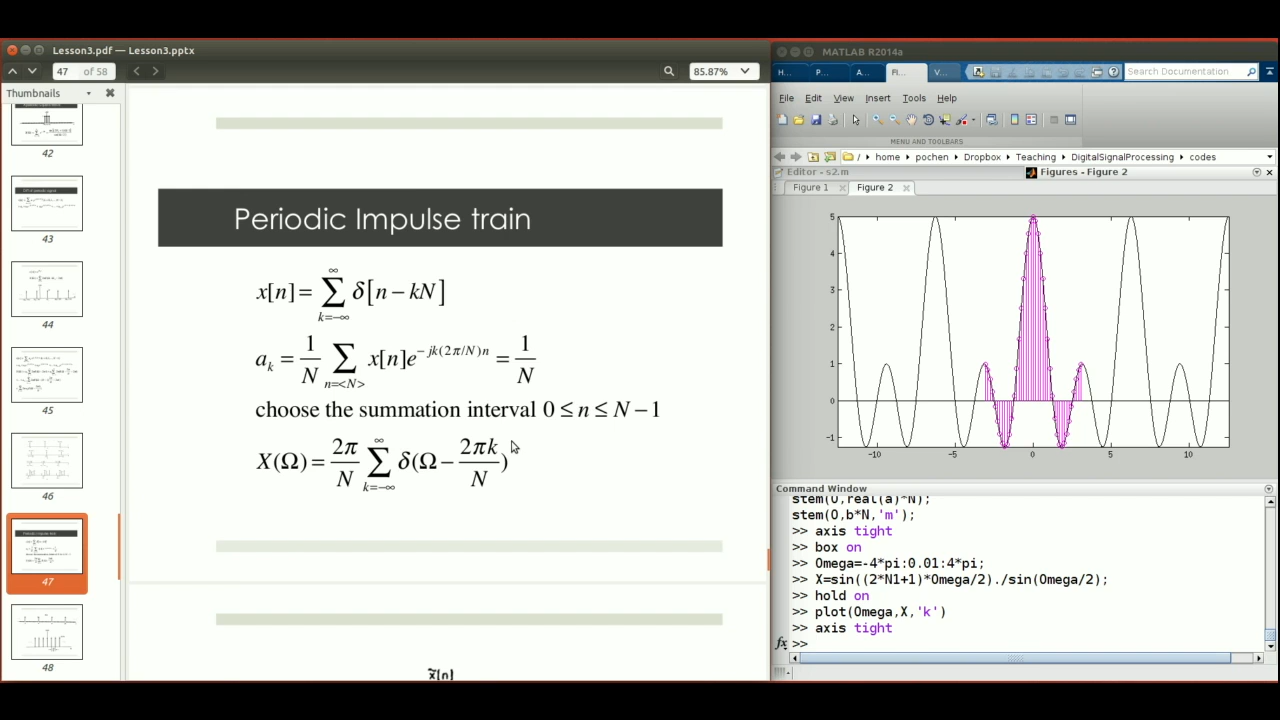 Lesson3.pdf — Lesson3.pptx
47 of 58
85.87%
Thumbnails
42
43
44
45
46
47
48
Periodic Impulse train
x[n] = ∑_{k=-∞}^{∞} δ[n − kN]
a_k = 1/N ∑_{n=<N>} x[n]e^{−jk(2π/N)n} = 1/N
choose the summation interval 0 ≤ n ≤ N − 1
X(Ω) = 2π/N ∑_{k=-∞}^{∞} δ(Ω − 2πk/N)
x̃[n]
MATLAB R2014a
H... P... A... FI... V...
Search Documentation
File Edit View Insert Tools Help
MENU AND TOOLBARS
/ home pochen Dropbox Teaching DigitalSignalProcessing codes
Editor - s2.m
Figures - Figure 2
Figure 1 Figure 2
5
4
3
2
1
0
-1
-10 -5 0 5 10
Command Window
stem(O,real(a)*N);
stem(O,b*N,'m');
>> axis tight
>> box on
>> Omega=-4*pi:0.01:4*pi;
>> X=sin((2*N1+1)*Omega/2)./sin(Omega/2);
>> hold on
>> plot(Omega,X,'k')
>> axis tight
fx >>